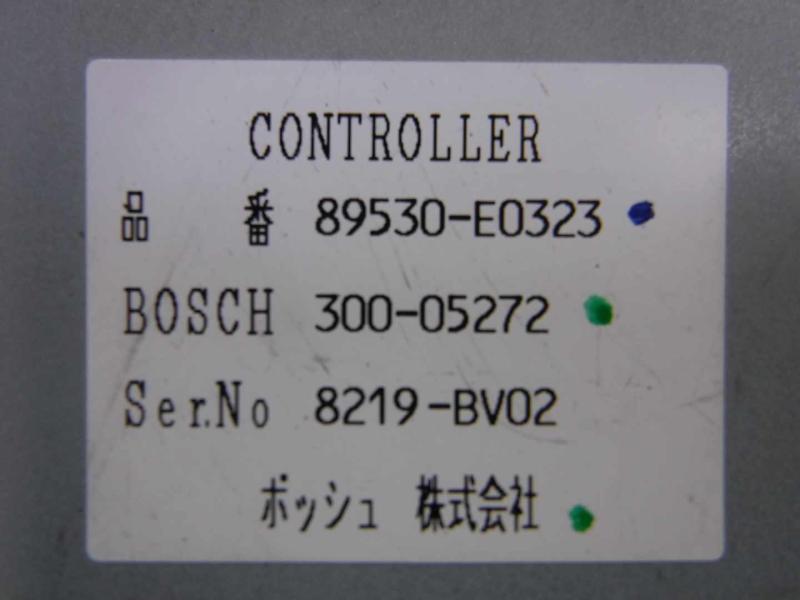 CONTROLLER
品 番 89530-E0323
BOSCH 300-05272
Ser.No 8219-BV02
ボッシュ 株式会社